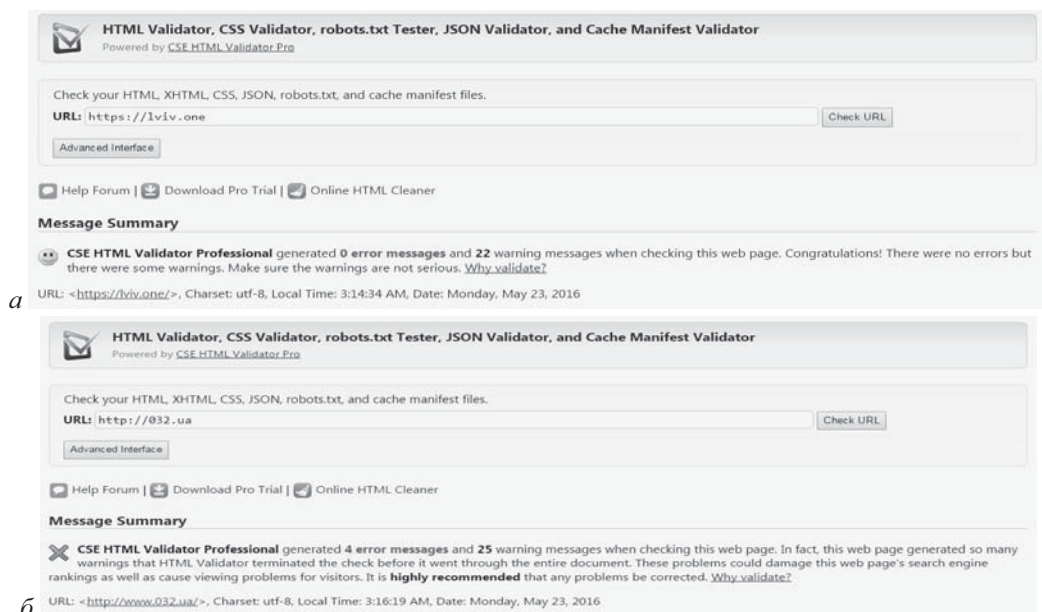 HTML Validator, CSS Validator, robots.txt Tester, JSON Validator, and Cache Manifest Validator
Powered by CSE HTML Validator Pro
Check your HTML, XHTML, CSS, JSON, robots.txt, and cache manifest files.
URL: https://lviv.one Check URL
Advanced Interface
Help Forum | Download Pro Trial | Online HTML Cleaner
Message Summary
CSE HTML Validator Professional generated 0 error messages and 22 warning messages when checking this web page. Congratulations! There were no errors but
there were some warnings. Make sure the warnings are not serious. Why validate?
URL: <https://lviv.one/>, Charset: utf-8, Local Time: 3:14:34 AM, Date: Monday, May 23, 2016
а
HTML Validator, CSS Validator, robots.txt Tester, JSON Validator, and Cache Manifest Validator
Powered by CSE HTML Validator Pro
Check your HTML, XHTML, CSS, JSON, robots.txt, and cache manifest files.
URL: http://032.ua Check URL
Advanced Interface
Help Forum | Download Pro Trial | Online HTML Cleaner
Message Summary
CSE HTML Validator Professional generated 4 error messages and 25 warning messages when checking this web page. In fact, this web page generated so many
warnings that HTML Validator terminated the check before it went through the entire document. These problems could damage this web page's search engine
rankings as well as cause viewing problems for visitors. It is highly recommended that any problems be corrected. Why validate?
URL: <http://www.032.ua/>, Charset: utf-8, Local Time: 3:16:19 AM, Date: Monday, May 23, 2016
б